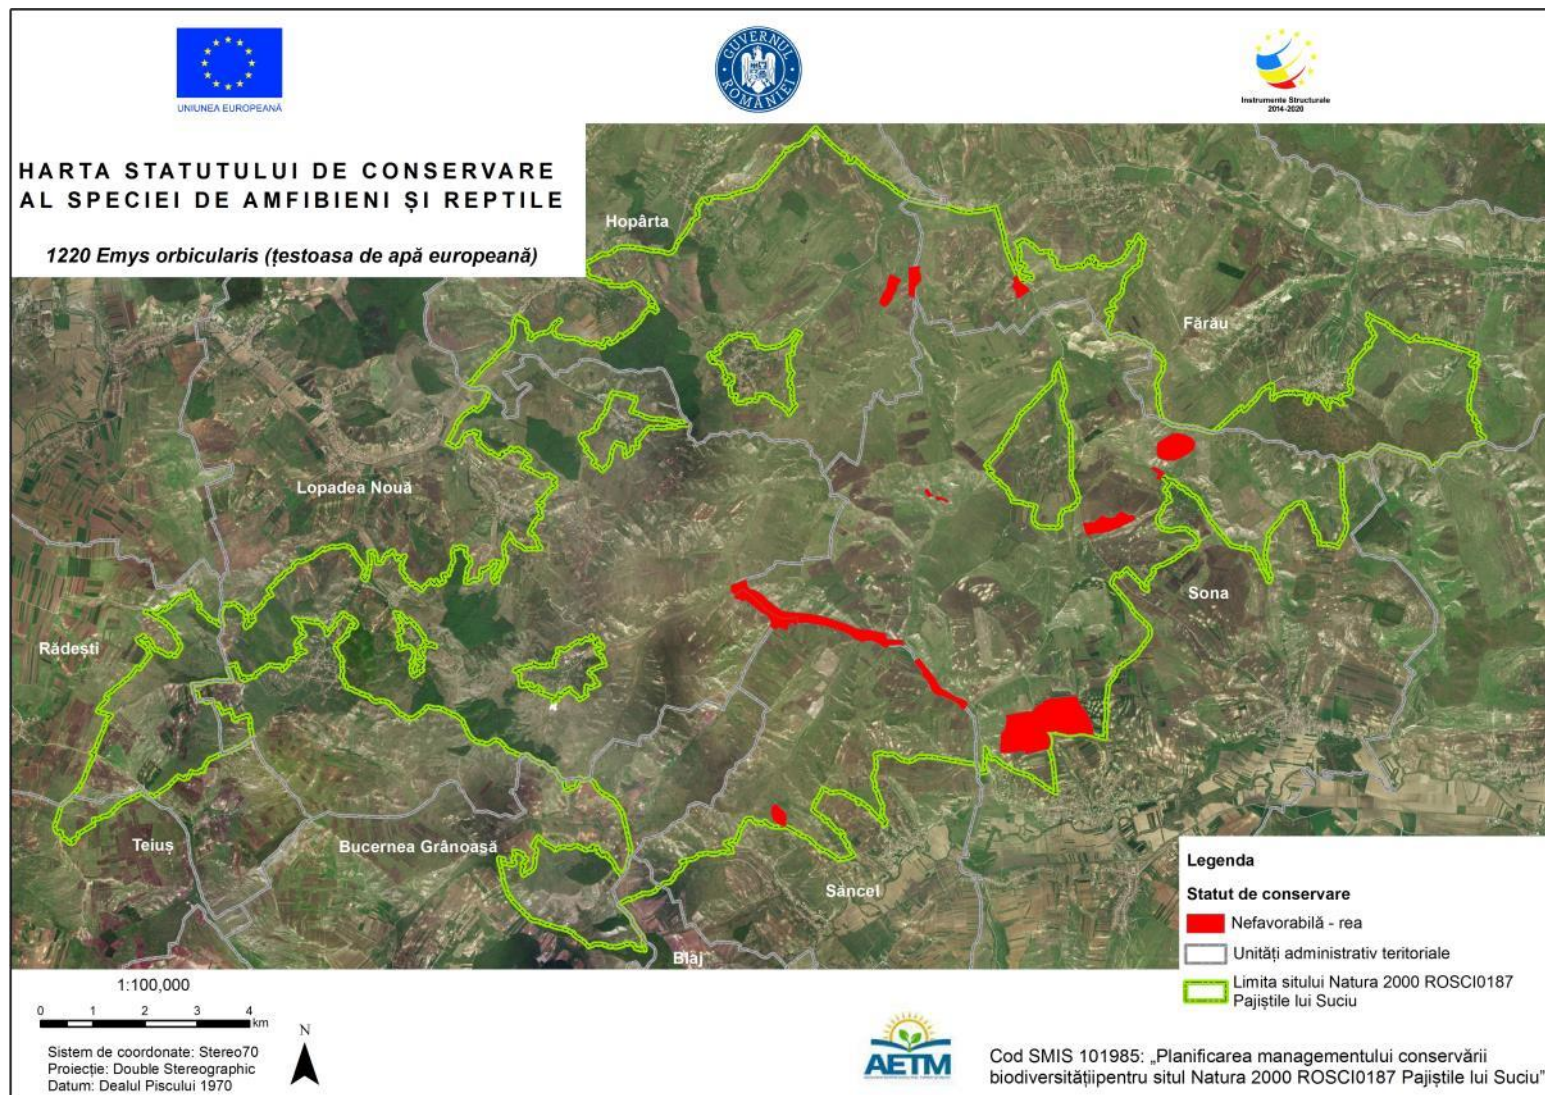 UNIUNEA EUROPEANĂ
GUVERNUL ROMÂNIEI
Instrumente Structurale
2014-2020
HARTA STATUTULUI DE CONSERVARE
AL SPECIEI DE AMFIBIENI ȘI REPTILE
1220 Emys orbicularis (țestoasa de apă europeană)
Hopârta
Fărău
Lopadea Nouă
Sona
Rădești
Teiuș
Bucernea Grânoașă
Sâncel
Blaj
Legenda
Statut de conservare
Nefavorabilă - rea
Unități administrativ teritoriale
Limita sitului Natura 2000 ROSCI0187
Pajiștile lui Suciu
1:100,000
0 1 2 3 4
km
N
Sistem de coordonate: Stereo70
Proiecție: Double Stereographic
Datum: Dealul Piscului 1970
AETM
Cod SMIS 101985: „Planificarea managementului conservării
biodiversitățiipentru situl Natura 2000 ROSCI0187 Pajiștile lui Suciu”